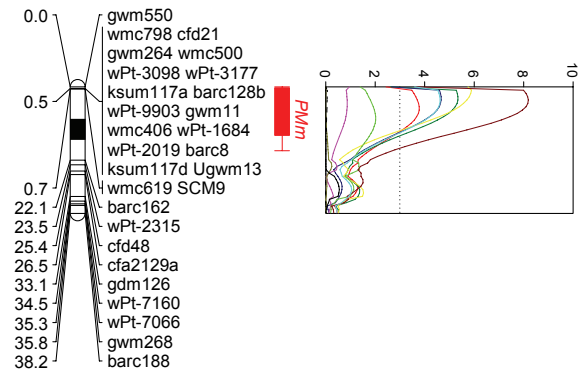 0.0 gwm550
wmc798 cfd21
gwm264 wmc500
wPt-3098 wPt-3177
ksum117a barc128b
0.5 wPt-9903 gwm11
wmc406 wPt-1684
wPt-2019 barc8
ksum117d Ugwm13
0.7 wmc619 SCM9
22.1 barc162
23.5 wPt-2315
25.4 cfd48
26.5 cfa2129a
33.1 gdm126
34.5 wPt-7160
35.3 wPt-7066
35.8 gwm268
38.2 barc188
PMm
0 2 4 6 8 10